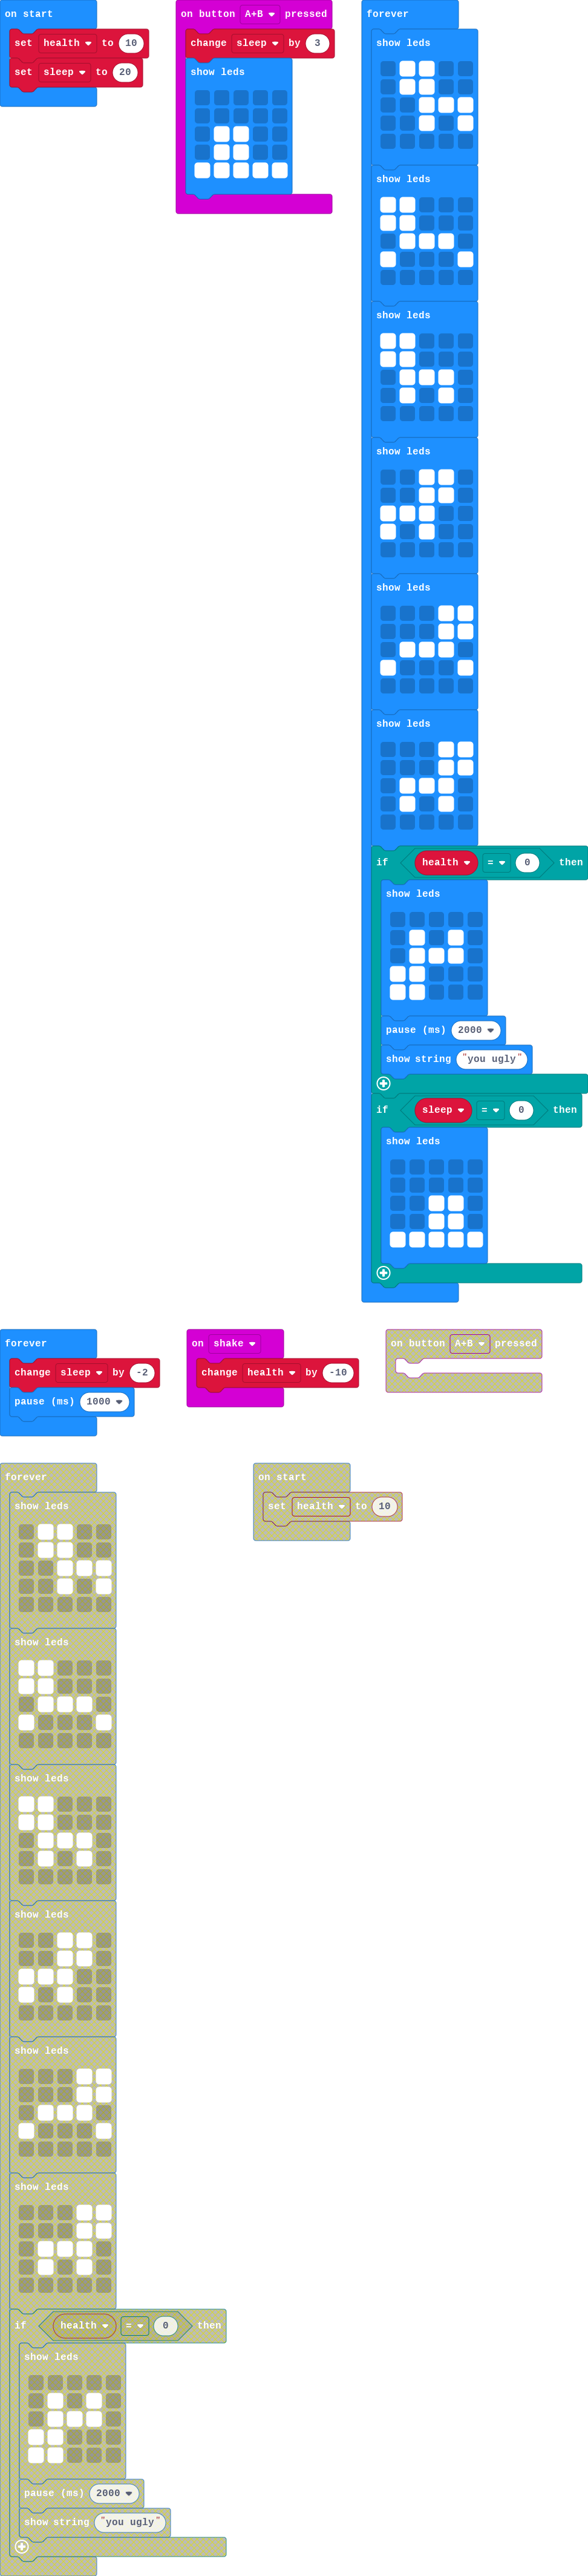 on start
set health to 10
set sleep to 20
on button A+B pressed
change sleep by 3
show leds
forever
show leds
show leds
show leds
show leds
show leds
show leds
if health = 0 then
show leds
pause (ms) 2000
show string "you ugly"
if sleep = 0 then
show leds
forever
change sleep by -2
pause (ms) 1000
on shake
change health by -10
on button A+B pressed
forever
show leds
show leds
show leds
show leds
show leds
show leds
if health = 0 then
show leds
pause (ms) 2000
show string "you ugly"
on start
set health to 10